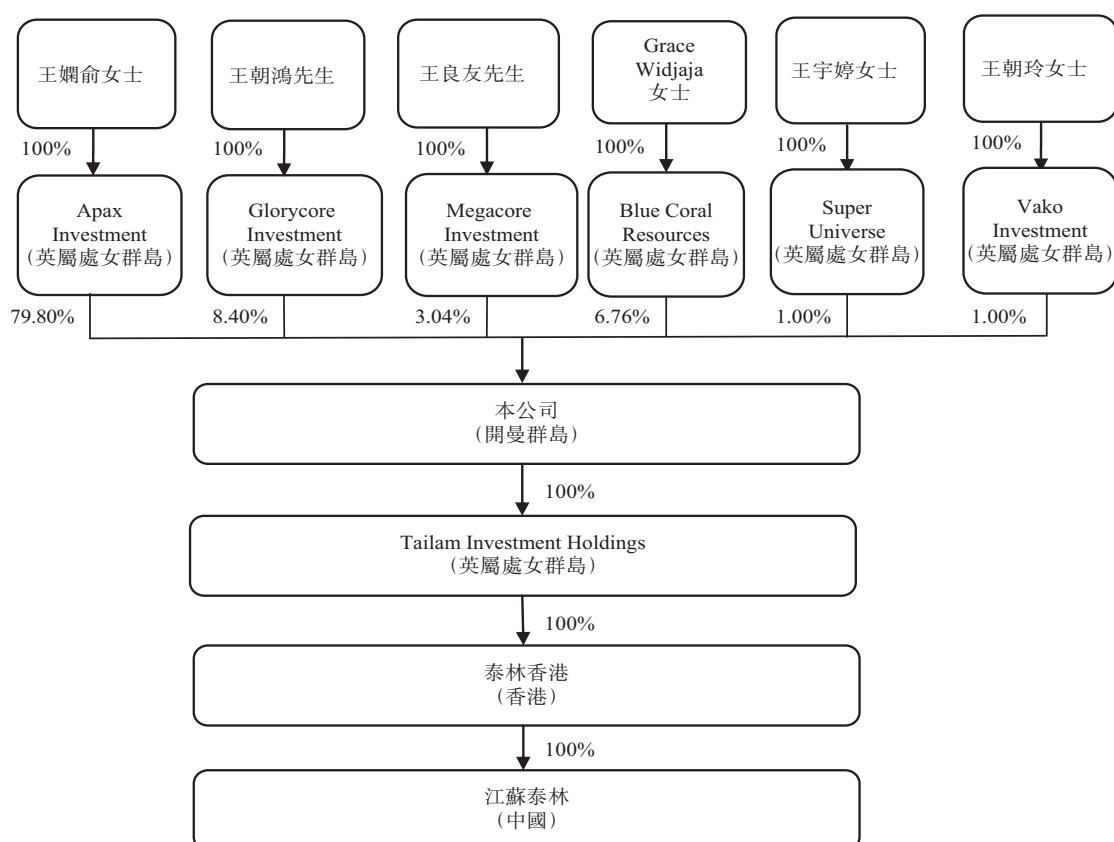 王嫻俞女士
王朝鴻先生
王良友先生
Grace
Widjaja
女士
王宇婷女士
王朝玲女士
100%
100%
100%
100%
100%
100%
Apax
Investment
(英屬處女群島)
Glorycore
Investment
(英屬處女群島)
Megacore
Investment
(英屬處女群島)
Blue Coral
Resources
(英屬處女群島)
Super
Universe
(英屬處女群島)
Vako
Investment
(英屬處女群島)
79.80%
8.40%
3.04%
6.76%
1.00%
1.00%
本公司
(開曼群島)
100%
Tailam Investment Holdings
(英屬處女群島)
100%
泰林香港
(香港)
100%
江蘇泰林
(中國)